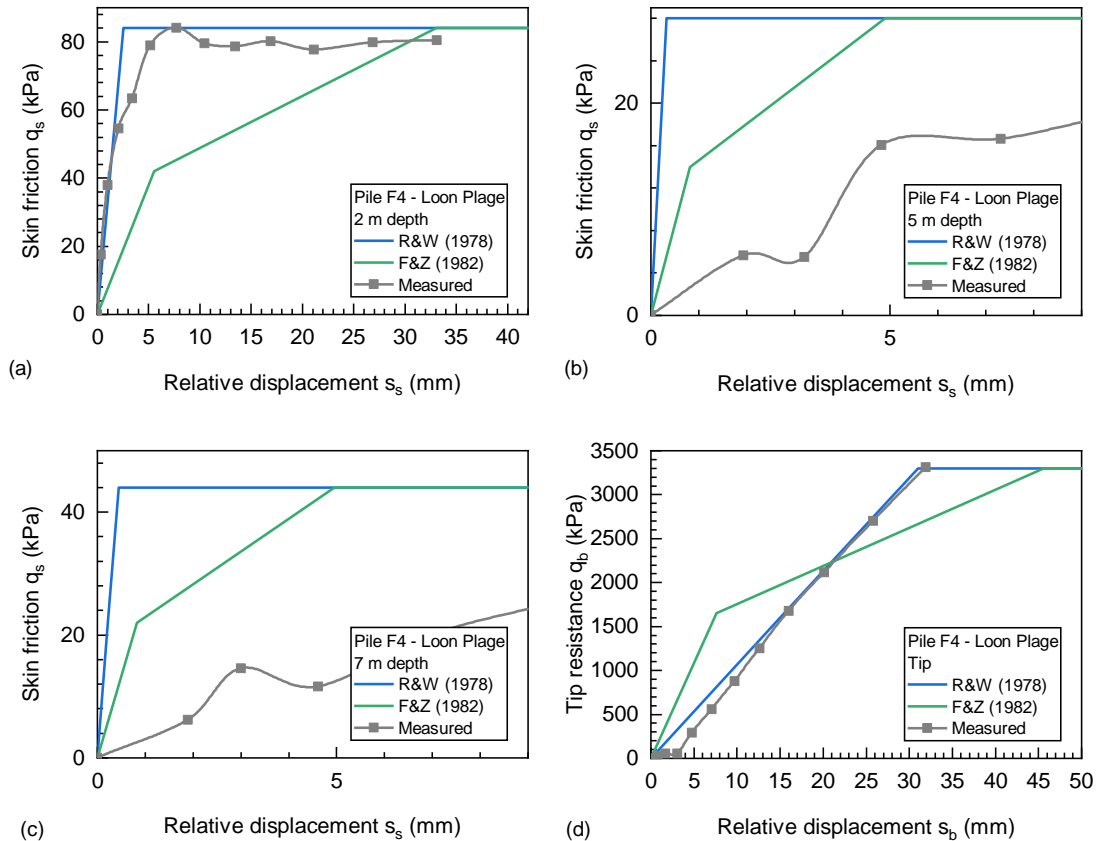 80
60
40
20
0
Skin friction q_s (kPa)
0 5 10 15 20 25 30 35 40
Relative displacement s_s (mm)
Pile F4 - Loon Plage
2 m depth
R&W (1978)
F&Z (1982)
Measured
(a)
20
0
Skin friction q_s (kPa)
0 5
Relative displacement s_s (mm)
Pile F4 - Loon Plage
5 m depth
R&W (1978)
F&Z (1982)
Measured
(b)
40
20
0
Skin friction q_s (kPa)
0 5
Relative displacement s_s (mm)
Pile F4 - Loon Plage
7 m depth
R&W (1978)
F&Z (1982)
Measured
(c)
3500
3000
2500
2000
1500
1000
500
0
Tip resistance q_b (kPa)
0 5 10 15 20 25 30 35 40 45 50
Relative displacement s_b (mm)
Pile F4 - Loon Plage
Tip
R&W (1978)
F&Z (1982)
Measured
(d)